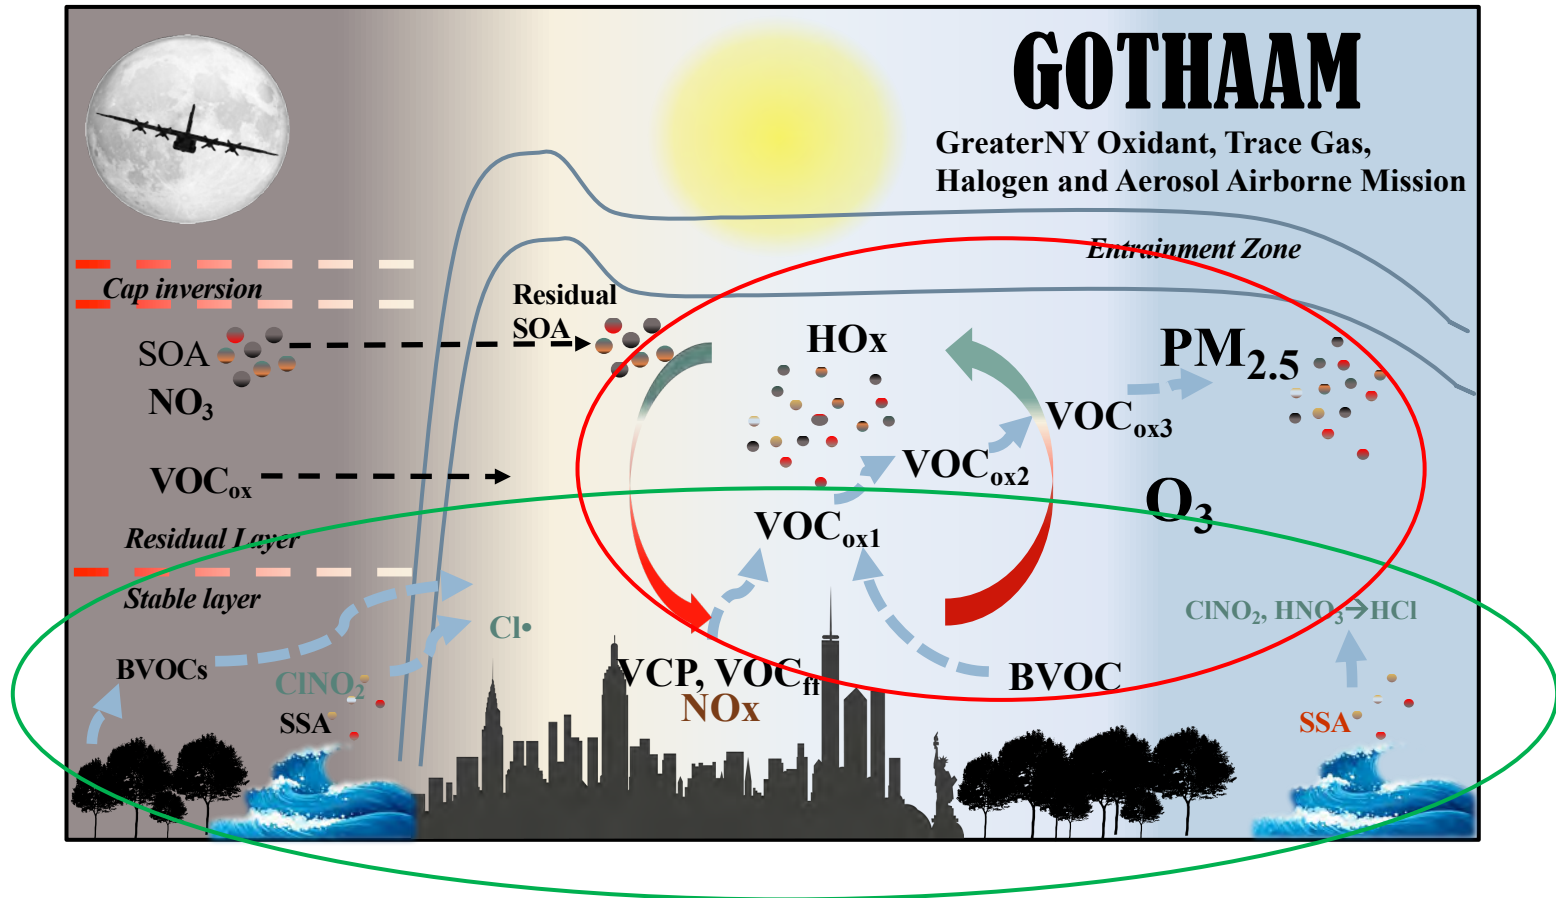 GOTHAAM
GreaterNY Oxidant, Trace Gas,
Halogen and Aerosol Airborne Mission
Entrainment Zone
Cap inversion
Residual
SOA
SOA
NO₃
HOx
PM₂.₅
VOCₒₓ₃
VOCₒₓ
VOCₒₓ₂
O₃
VOCₒₓ₁
Residual Layer
Stable layer
ClNO₂, HNO₃→HCl
Cl•
BVOCs
VCP, VOC_ff
BVOC
ClNO₂
NOx
SSA
SSA